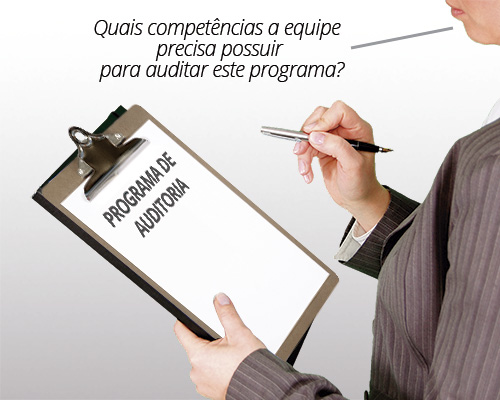 Quais competências a equipe
precisa possuir
para auditar este programa?
PROGRAMA DE
AUDITORIA